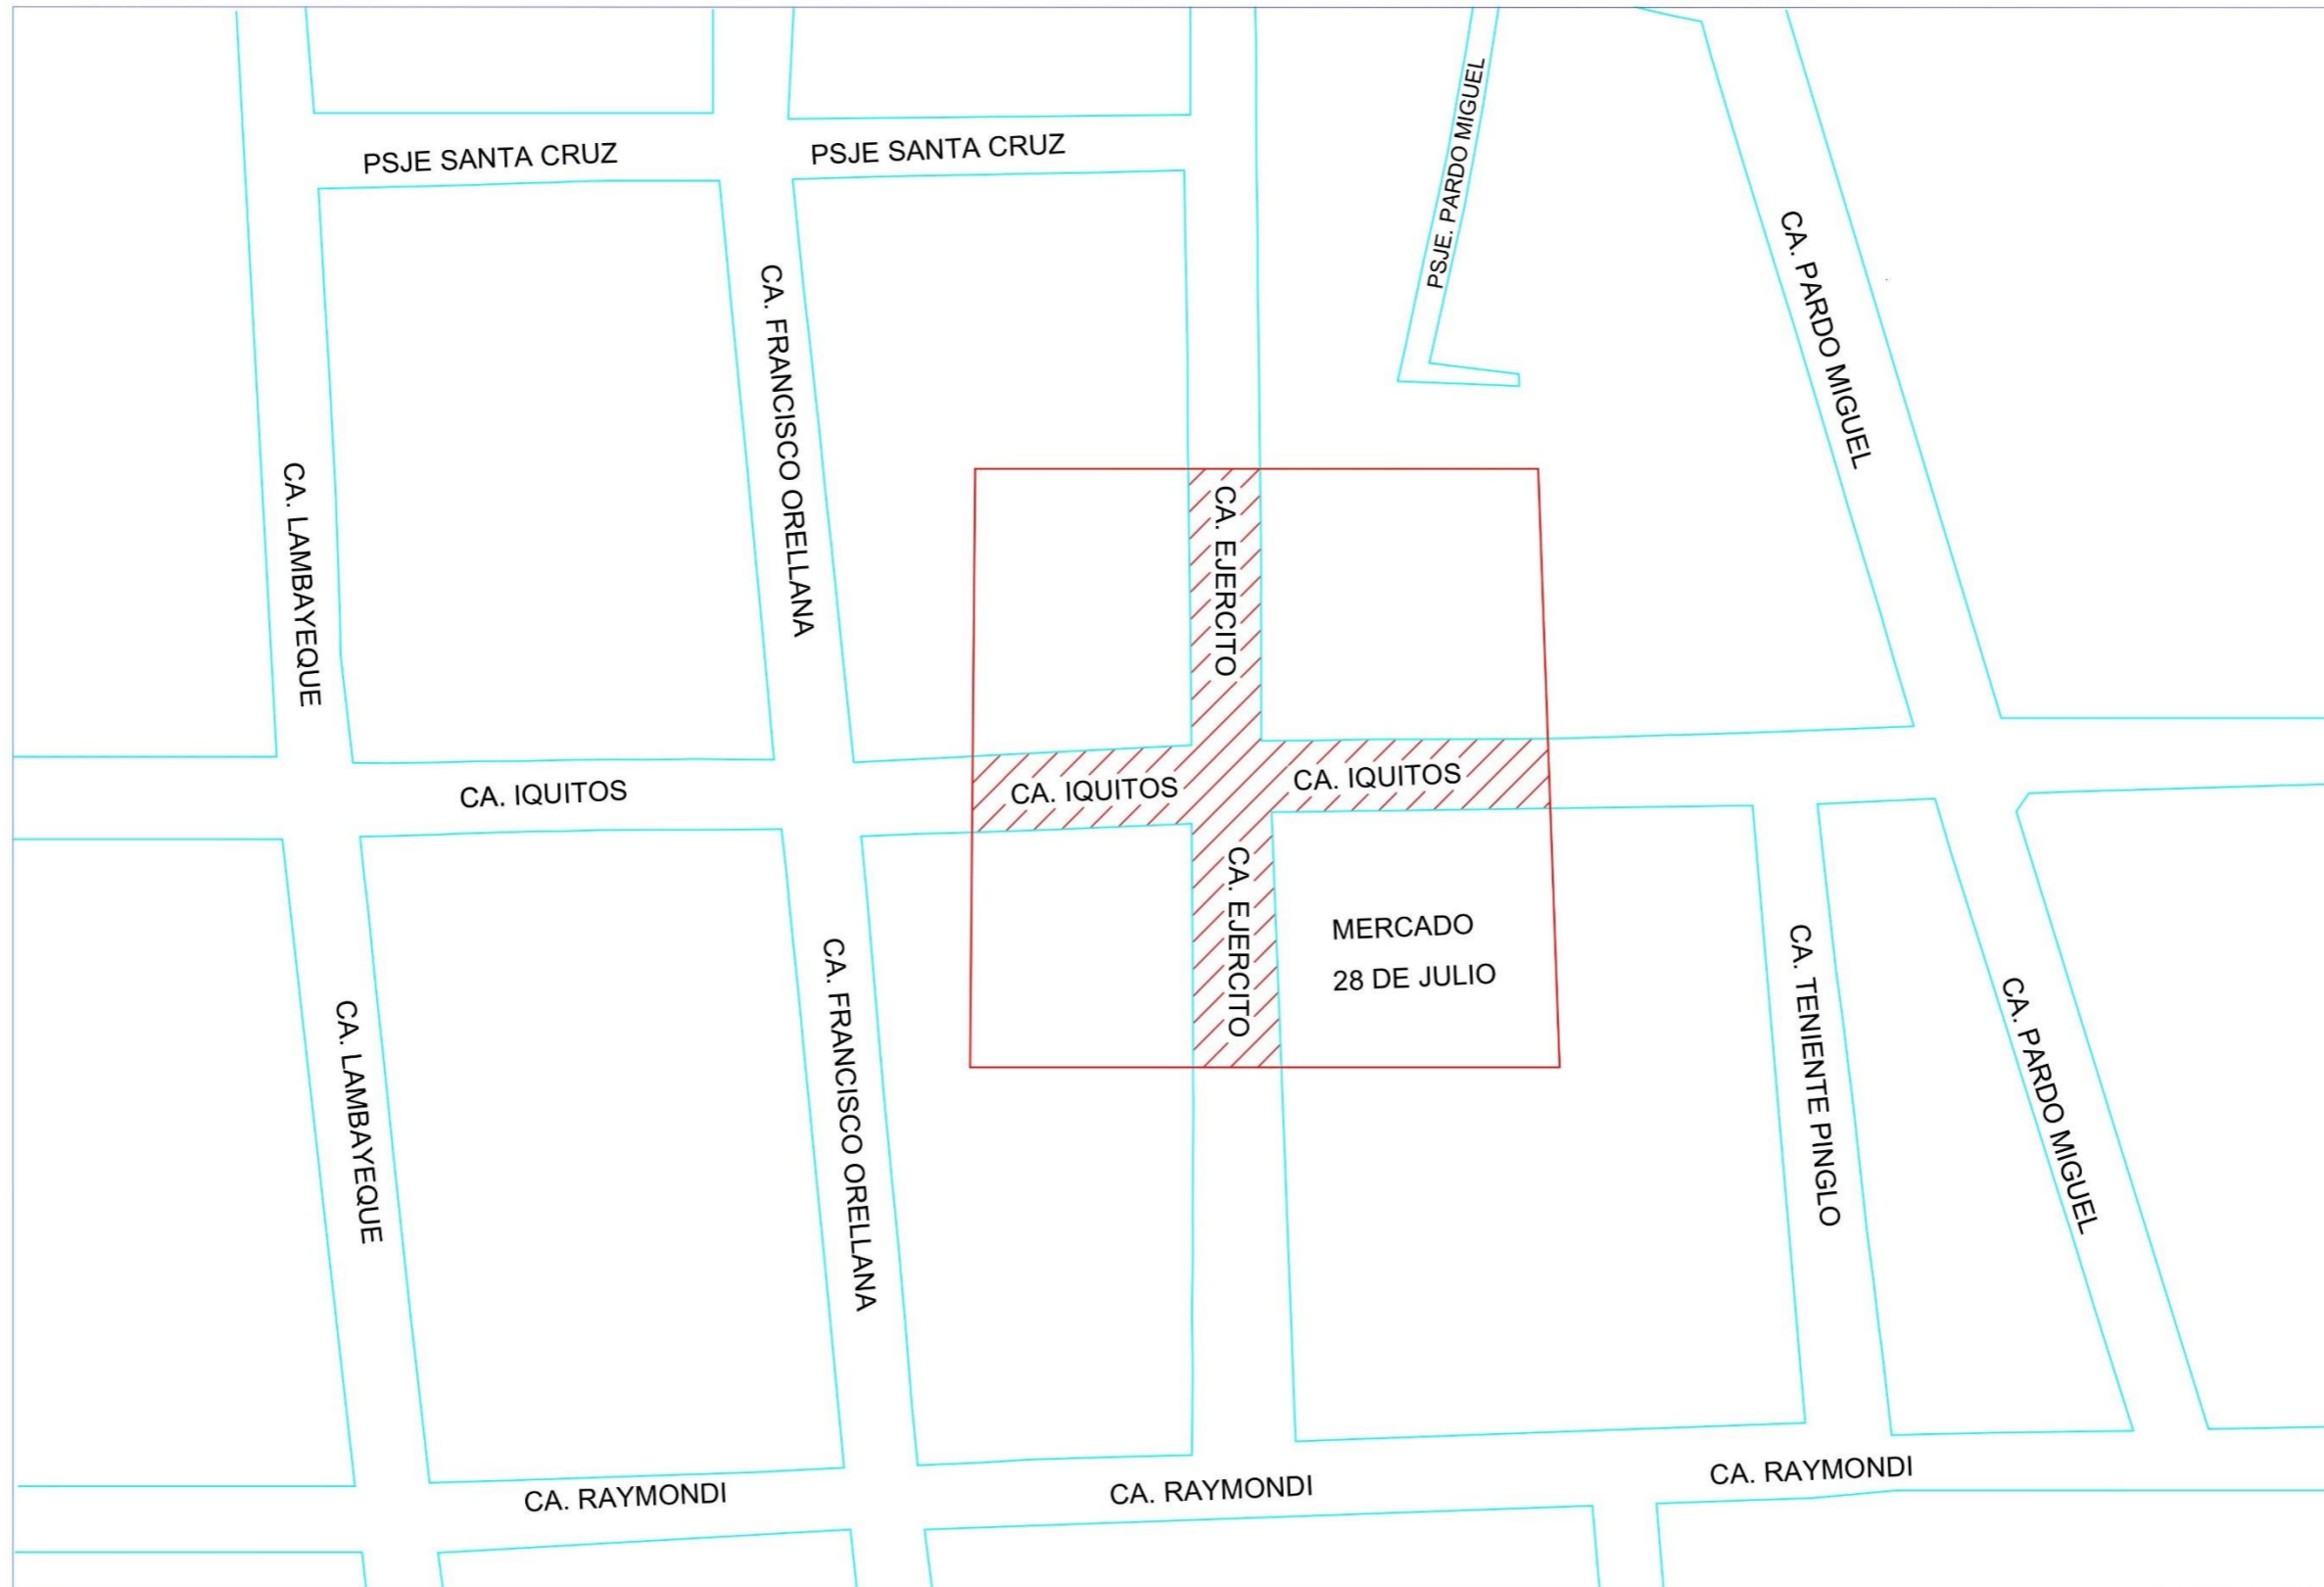 PSJE SANTA CRUZ
PSJE SANTA CRUZ
PSJE. PARDO MIGUEL
CA. PARDO MIGUEL
CA. FRANCISCO ORELLANA
CA. LAMBAYEQUE
CA. EJERCITO
CA. IQUITOS
CA. IQUITOS
CA. IQUITOS
CA. EJERCITO
MERCADO
28 DE JULIO
CA. TENIENTE PINGLO
CA. PARDO MIGUEL
CA. FRANCISCO ORELLANA
CA. LAMBAYEQUE
CA. RAYMONDI
CA. RAYMONDI
CA. RAYMONDI